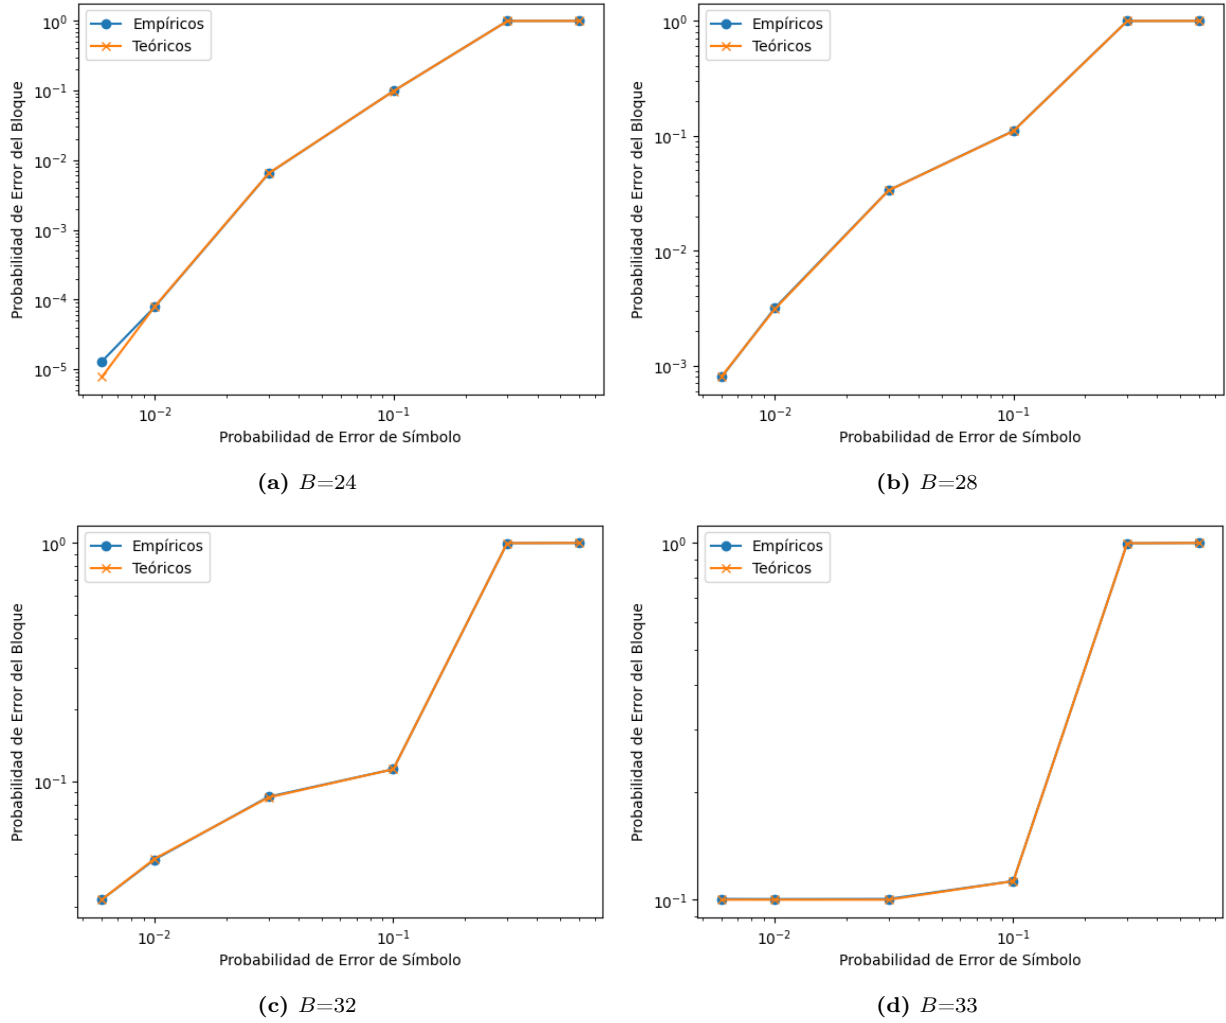 Empíricos
Teóricos
Probabilidad de Error del Bloque
10^0
10^-1
10^-2
10^-3
10^-4
10^-5
10^-2
10^-1
Probabilidad de Error de Símbolo
(a) B=24
Empíricos
Teóricos
Probabilidad de Error del Bloque
10^0
10^-1
10^-2
10^-3
10^-2
10^-1
Probabilidad de Error de Símbolo
(b) B=28
Empíricos
Teóricos
Probabilidad de Error del Bloque
10^0
10^-1
10^-2
10^-1
Probabilidad de Error de Símbolo
(c) B=32
Empíricos
Teóricos
Probabilidad de Error del Bloque
10^0
10^-1
10^-2
10^-1
Probabilidad de Error de Símbolo
(d) B=33